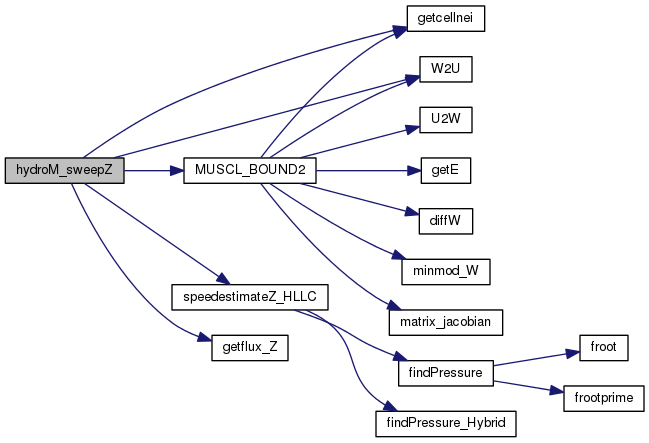 getcellnei
W2U
U2W
hydroM_sweepZ
MUSCL_BOUND2
getE
diffW
minmod_W
speedestimateZ_HLLC
matrix_jacobian
getflux_Z
froot
findPressure
frootprime
findPressure_Hybrid